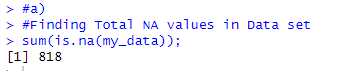 > #a)
> #Finding Total NA values in Data set
> sum(is.na(my_data));
[1] 818